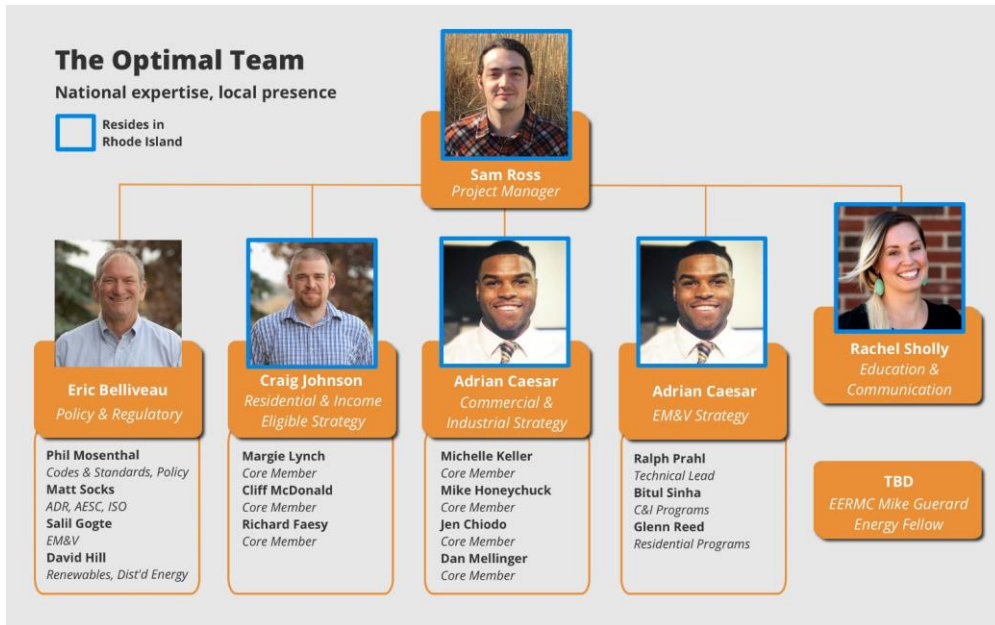 The Optimal Team
National expertise, local presence
Resides in
Rhode Island
Sam Ross
Project Manager
Eric Belliveau
Policy & Regulatory
Phil Mosenthal
Codes & Standards, Policy
Matt Socks
ADR, AESC, ISO
Salil Gogte
EM&V
David Hill
Renewables, Dist'd Energy
Craig Johnson
Residential & Income
Eligible Strategy
Margie Lynch
Core Member
Cliff McDonald
Core Member
Richard Faesy
Core Member
Adrian Caesar
Commercial &
Industrial Strategy
Michelle Keller
Core Member
Mike Honeychuck
Core Member
Jen Chiodo
Core Member
Dan Mellinger
Core Member
Adrian Caesar
EM&V Strategy
Ralph Prahl
Technical Lead
Bitul Sinha
C&I Programs
Glenn Reed
Residential Programs
Rachel Sholly
Education &
Communication
TBD
EERMC Mike Guerard
Energy Fellow